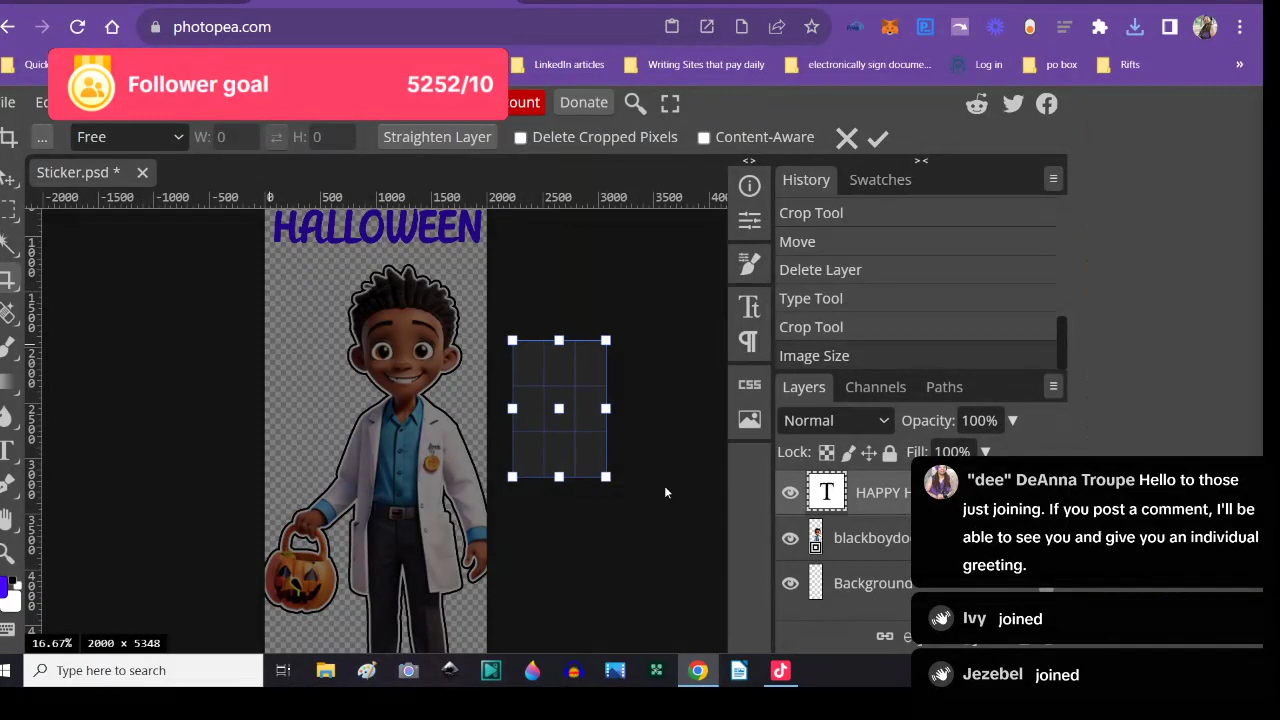 photopea.com
Quick
LinkedIn articles
Writing Sites that pay daily
electronically sign docume...
Log in
po box
Rifts
»
Follower goal
5252/10
Donate
...
Free
W: 0
H: 0
Straighten Layer
Delete Cropped Pixels
Content-Aware
Sticker.psd *
-2000
-1500
-1000
-500
0
500
1000
1500
2000
2500
3000
3500
HALLOWEEN
< >
> <
History
Swatches
Crop Tool
Move
Delete Layer
Type Tool
Crop Tool
Image Size
CSS
Layers
Channels
Paths
Normal
Opacity: 100%
Lock:
Fill: 100%
T
HAPPY H
blackboydo
Background
16.67%
2000 x 5348
"dee" DeAnna Troupe Hello to those
just joining. If you post a comment, I'll be
able to see you and give you an individual
greeting.
Ivy joined
Jezebel joined
Type here to search